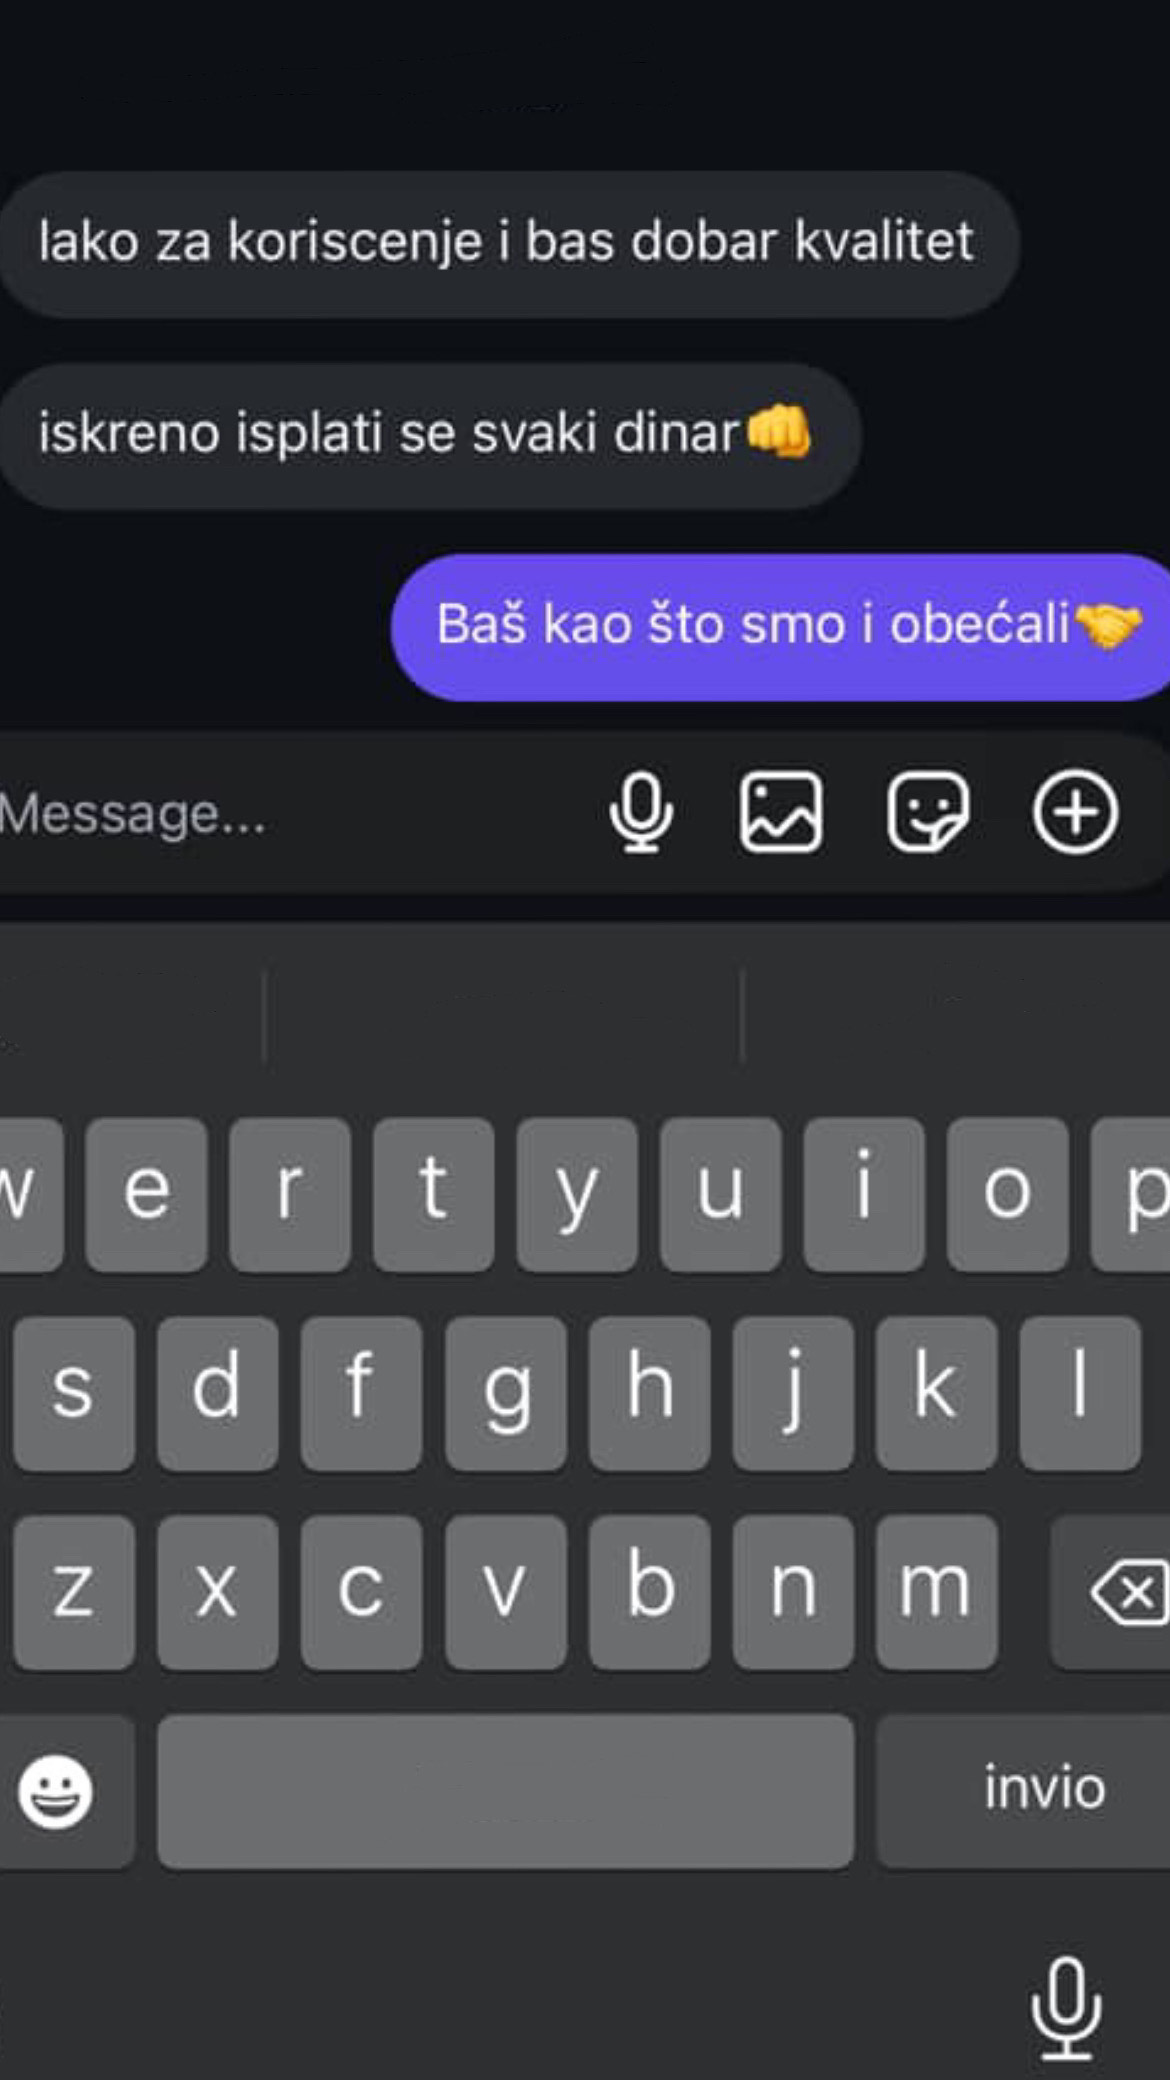 lako za koriscenje i bas dobar kvalitet
iskreno isplati se svaki dinar👊
Baš kao što smo i obećali🤝
Message...
w e r t y u i o p
s d f g h j k l
z x c v b n m
invio